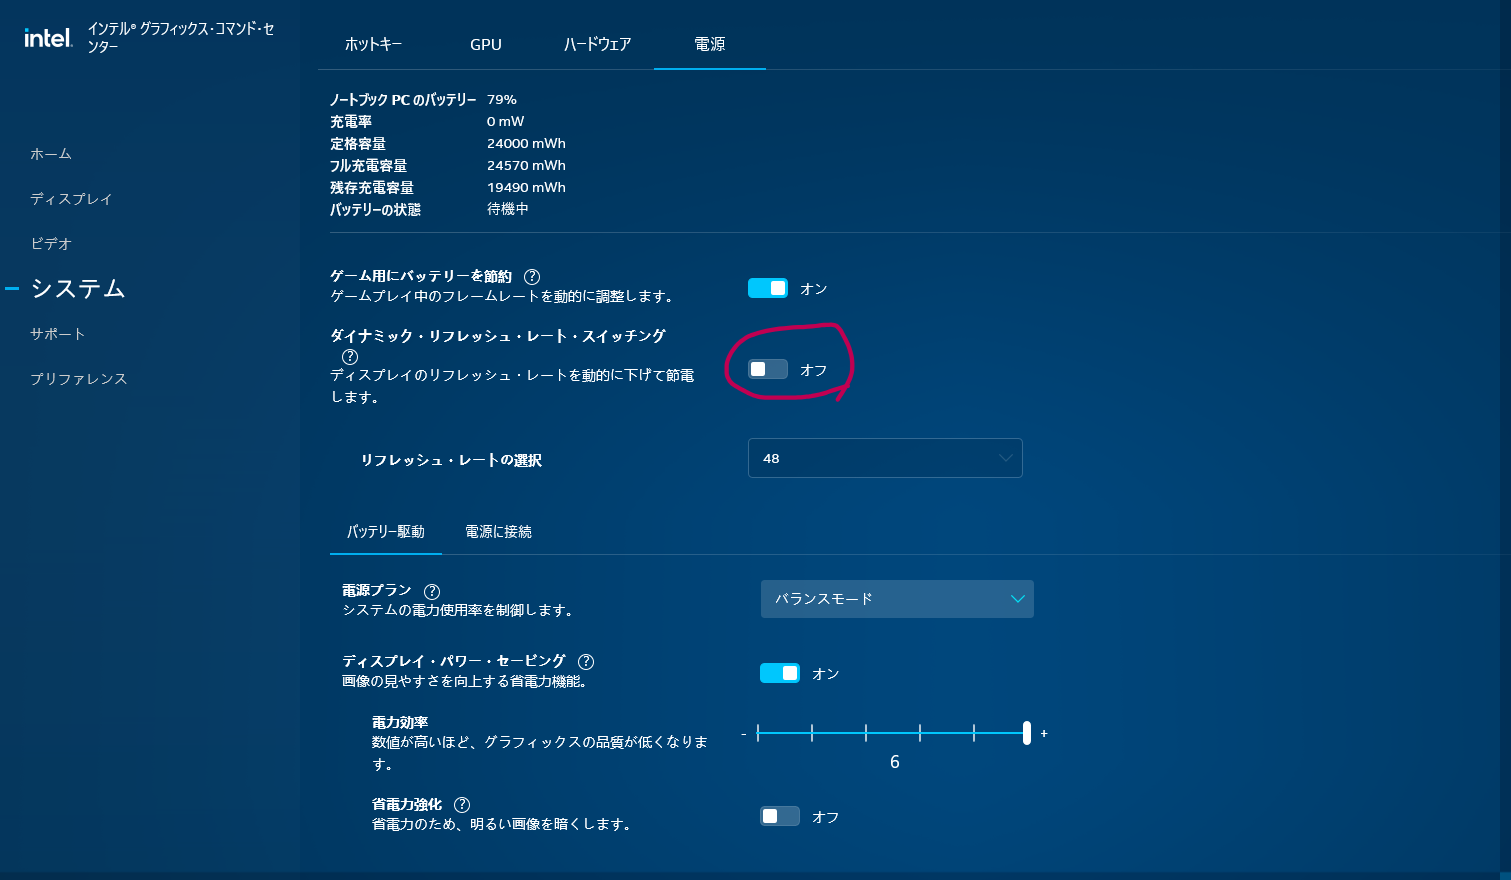 intel.
インテル® グラフィックス・コマンド・セ
ンター
ホーム
ディスプレイ
ビデオ
システム
サポート
プリファレンス
ホットキー
GPU
ハードウェア
電源
ノートブック PC のバッテリー 79%
充電率 0 mW
定格容量 24000 mWh
フル充電容量 24570 mWh
残存充電容量 19490 mWh
バッテリーの状態 待機中
ゲーム用にバッテリーを節約 ?
ゲームプレイ中のフレームレートを動的に調整します。
オン
ダイナミック・リフレッシュ・レート・スイッチング
?
ディスプレイのリフレッシュ・レートを動的に下げて節電
します。
オフ
リフレッシュ・レートの選択
48
バッテリー駆動
電源に接続
電源プラン ?
システムの電力使用率を制御します。
バランスモード
ディスプレイ・パワー・セービング ?
画像の見やすさを向上する省電力機能。
オン
電力効率
数値が高いほど、グラフィックスの品質が低くなりま
す。
- +
6
省電力強化 ?
省電力のため、明るい画像を暗くします。
オフ